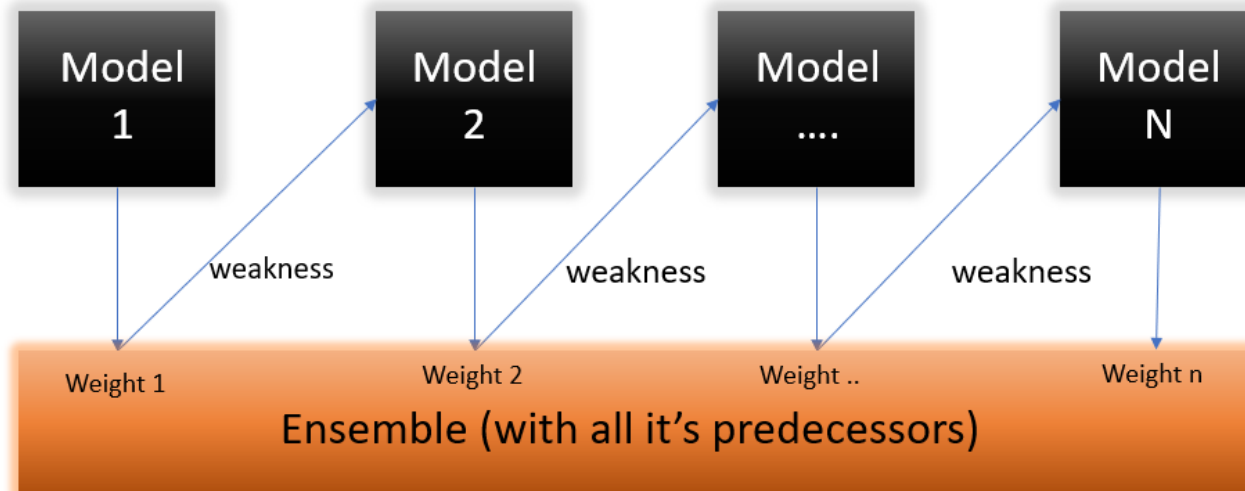 Model
1
Model
2
Model
....
Model
N
weakness
weakness
weakness
Weight 1
Weight 2
Weight ..
Weight n
Ensemble (with all it's predecessors)